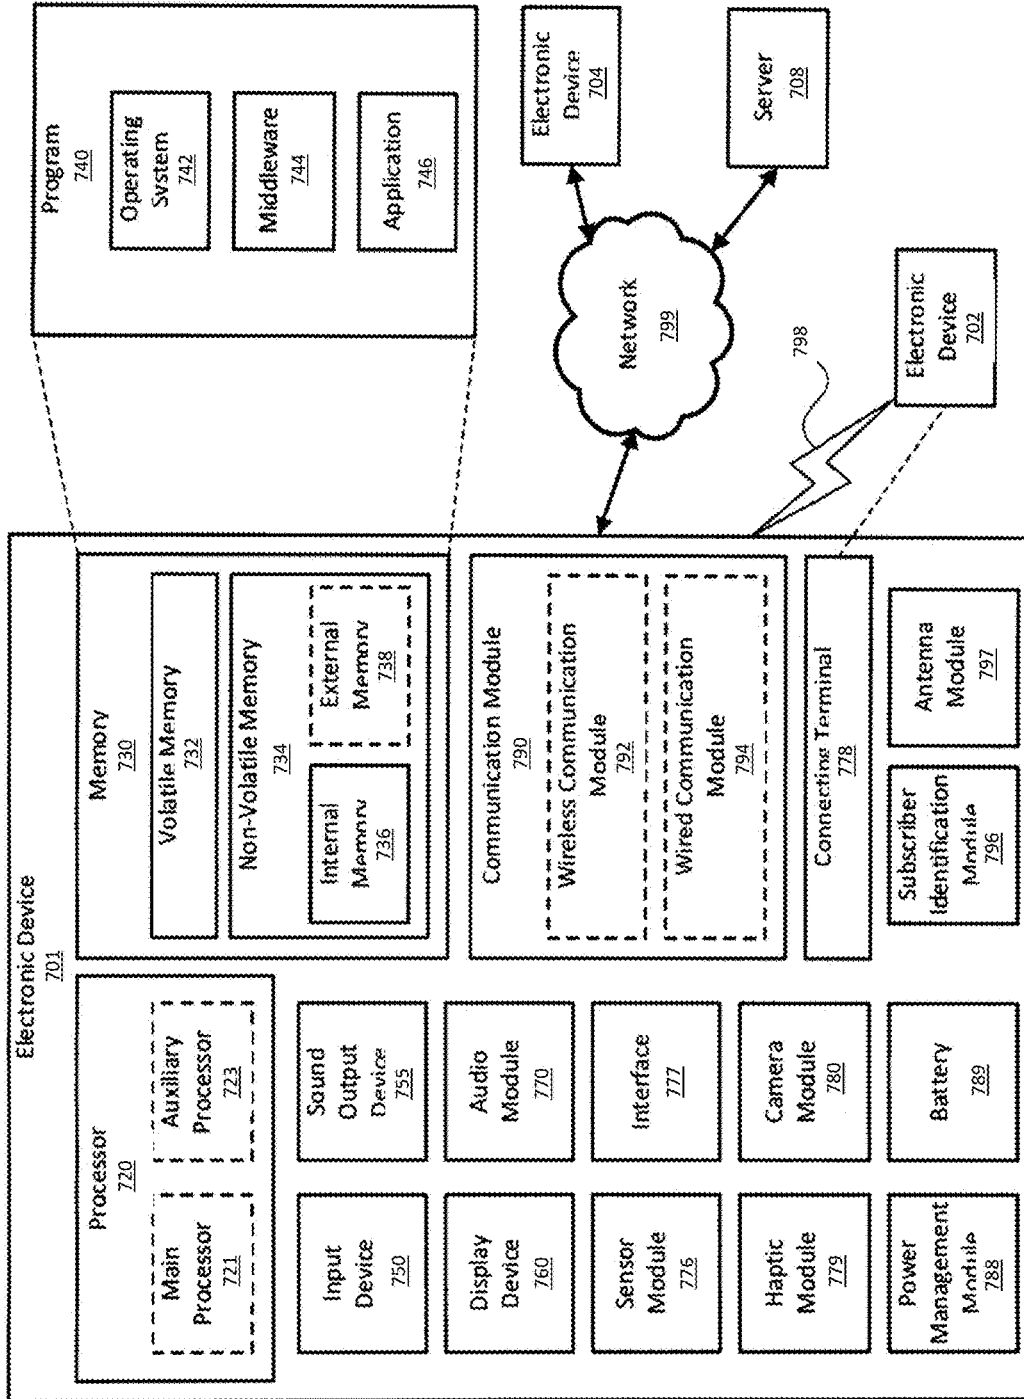 Electronic Device
701
Processor
720
Main
Processor
721
Auxiliary
Processor
723
Input
Device
750
Sound
Output
Device
755
Display
Device
760
Audio
Module
770
Sensor
Module
776
Interface
777
Haptic
Module
779
Camera
Module
780
Power
Management
Module
788
Battery
789
Memory
730
Volatile Memory
732
Non-Volatile Memory
734
Internal
Memory
736
External
Memory
738
Communication Module
790
Wireless Communication
Module
792
Wired Communication
Module
794
Connecting Terminal
778
Subscriber
Identification
Module
796
Antenna
Module
797
Program
740
Operating
System
742
Middleware
744
Application
746
Network
799
Electronic
Device
704
Server
708
798
Electronic
Device
702